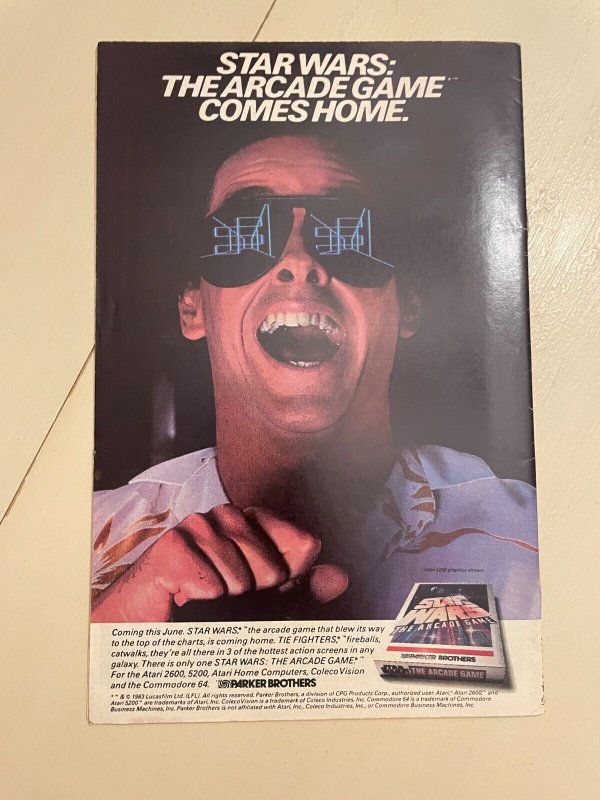 STAR WARS:
THE ARCADE GAME™
COMES HOME.
Atari 5200 graphics shown.
Coming this June. STAR WARS,*™ the arcade game that blew its way
to the top of the charts, is coming home. TIE FIGHTERS,*™ fireballs,
catwalks, they're all there in 3 of the hottest action screens in any
galaxy. There is only one STAR WARS: THE ARCADE GAME*™
For the Atari 2600, 5200, Atari Home Computers, ColecoVision
and the Commodore 64. PARKER BROTHERS
STAR
WARS
THE ARCADE GAME
PARKER BROTHERS
THE ARCADE GAME
*™ & © 1983 Lucasfilm Ltd. (LFL). All rights reserved. Parker Brothers, a division of CPG Products Corp., authorized user. Atari,® Atari 2600,™ and
Atari 5200™ are trademarks of Atari, Inc. ColecoVision is a trademark of Coleco Industries, Inc. Commodore 64 is a trademark of Commodore
Business Machines, Inc. Parker Brothers is not affiliated with Atari, Inc., Coleco Industries, Inc., or Commodore Business Machines, Inc.